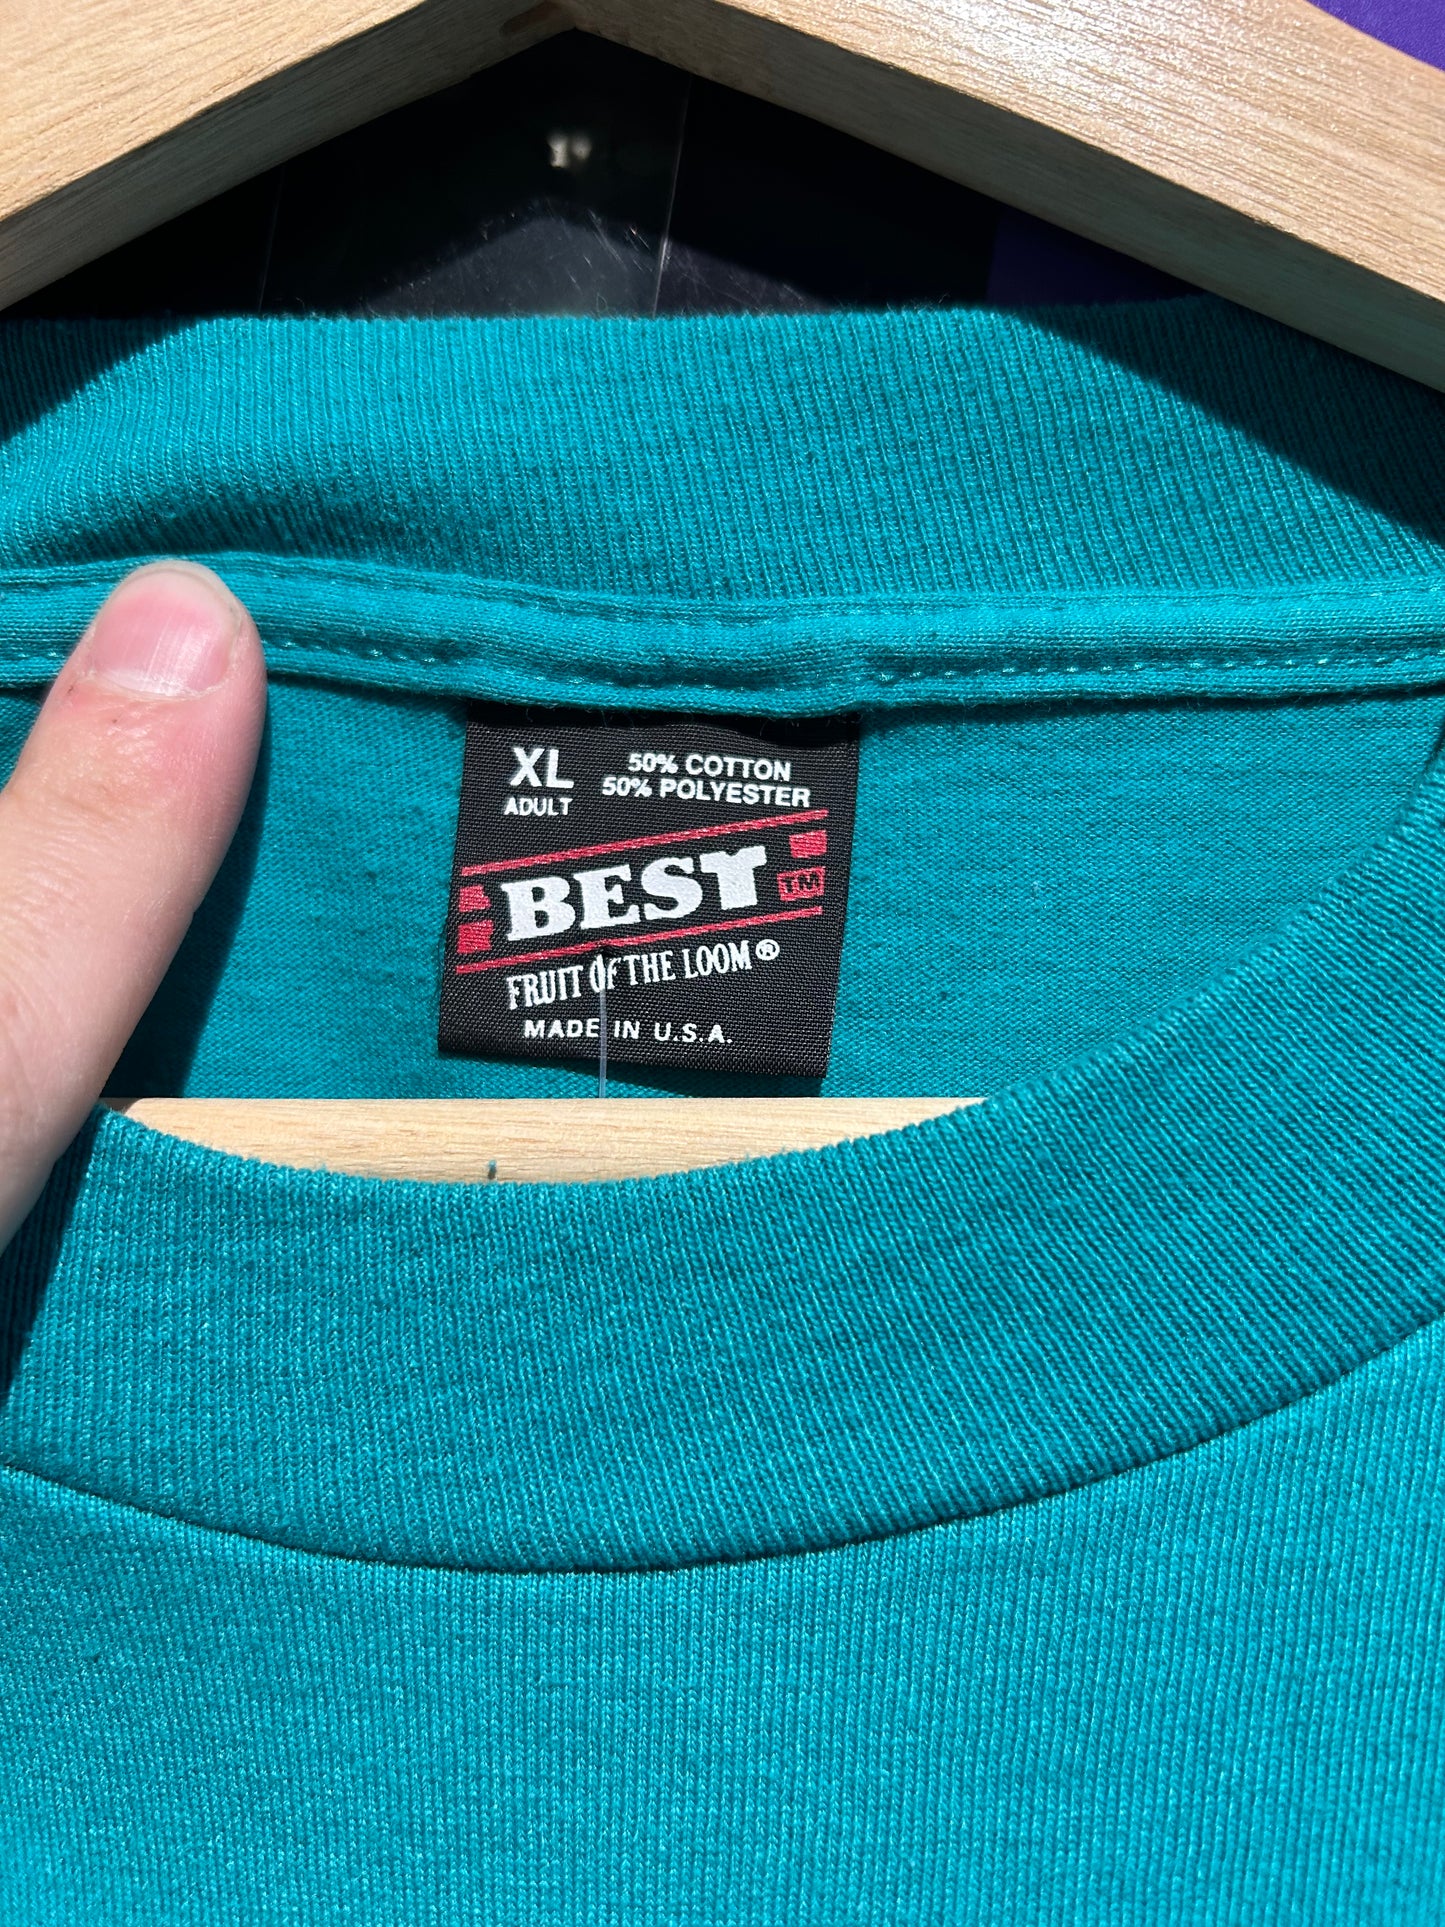 XL
ADULT
50% COTTON
50% POLYESTER
BEST TM
FRUIT OF THE LOOM®
MADE IN U.S.A.